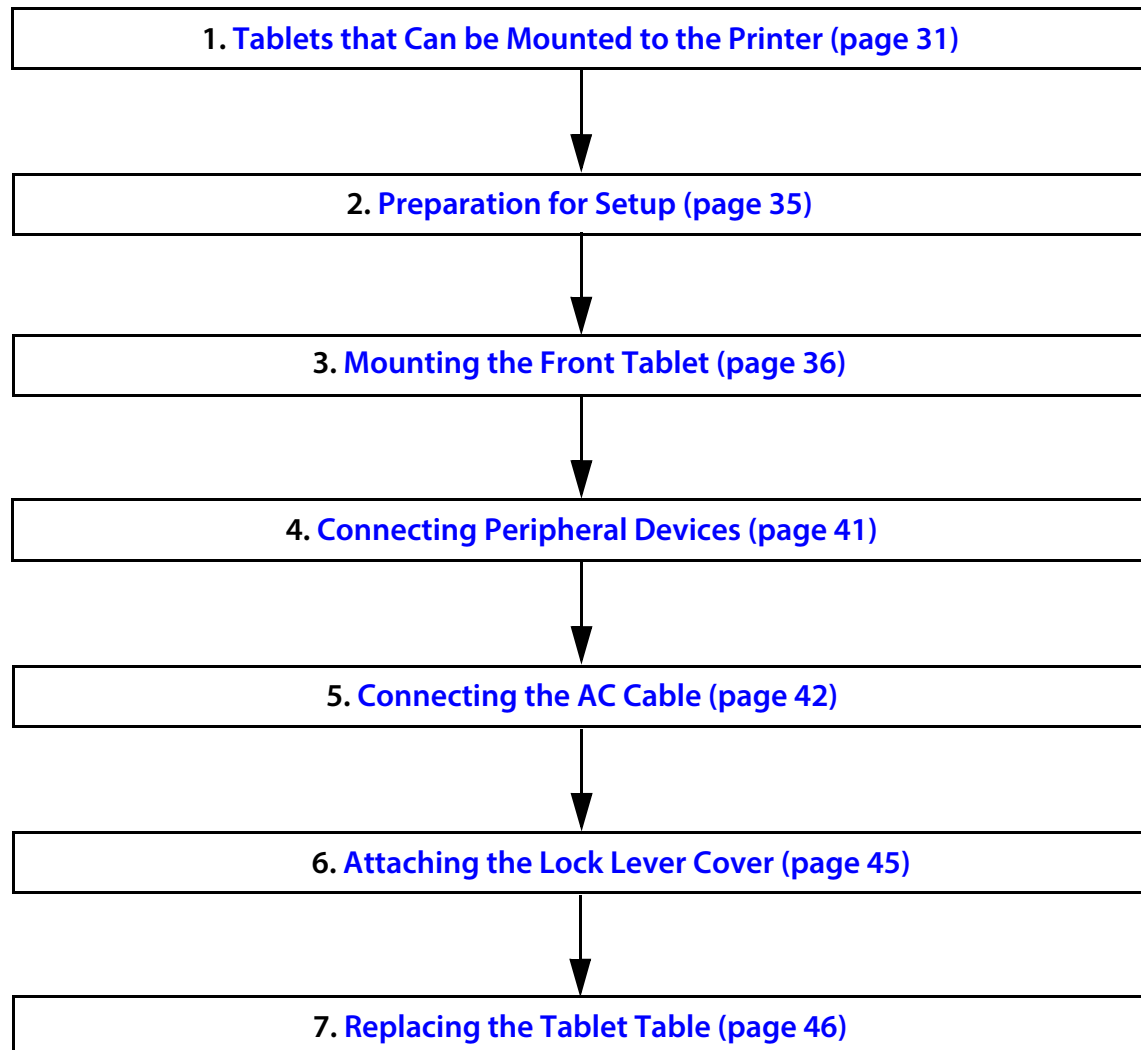 1. Tablets that Can be Mounted to the Printer (page 31)
2. Preparation for Setup (page 35)
3. Mounting the Front Tablet (page 36)
4. Connecting Peripheral Devices (page 41)
5. Connecting the AC Cable (page 42)
6. Attaching the Lock Lever Cover (page 45)
7. Replacing the Tablet Table (page 46)